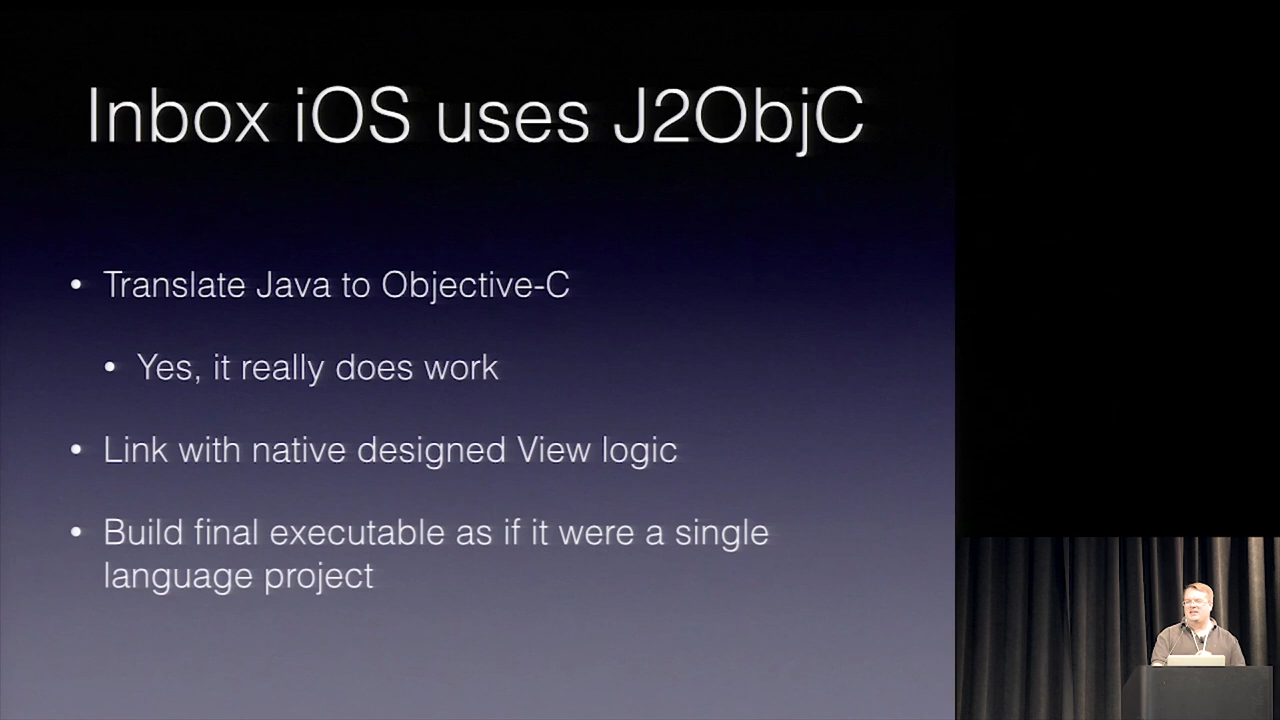 Inbox iOS uses J2ObjC
• Translate Java to Objective-C
• Yes, it really does work
• Link with native designed View logic
• Build final executable as if it were a single
language project